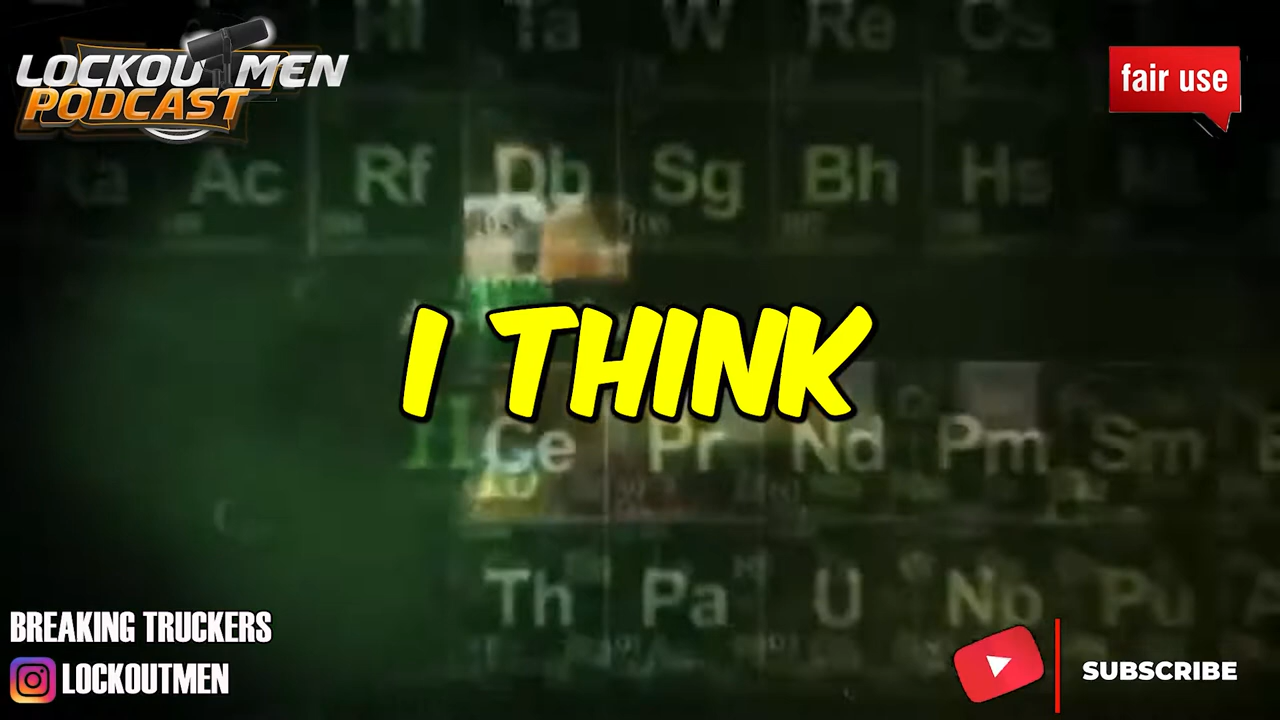 LOCKOUTMEN
PODCAST
fair use
Hf Ta W Re
Ac Rf Db Sg Bh Hs
I THINK
Ce Pr Nd Pm Sm
Th Pa U Np Pu
BREAKING TRUCKERS
LOCKOUTMEN
SUBSCRIBE